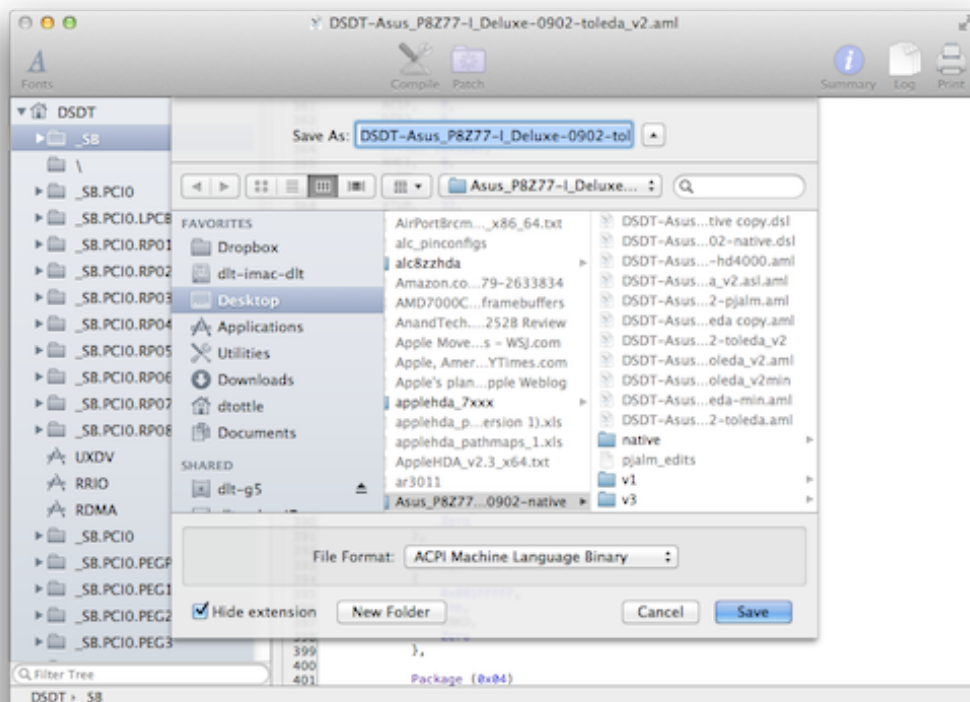 DSDT-Asus_P8Z77-I_Deluxe-0902-toleda_v2.aml
Fonts
Compile Patch
Summary Log Print
DSDT
_SB
\
_SB.PCI0
_SB.PCI0.LPCB
_SB.PCI0.RP01
_SB.PCI0.RP02
_SB.PCI0.RP03
_SB.PCI0.RP04
_SB.PCI0.RP05
_SB.PCI0.RP06
_SB.PCI0.RP07
_SB.PCI0.RP08
UXDV
RRIO
RDMA
_SB.PCI0
_SB.PCI0.PEGP
_SB.PCI0.PEG1
_SB.PCI0.PEG2
_SB.PCI0.PEG3
Filter Tree
DSDT › SB
Save As: DSDT-Asus_P8Z77-I_Deluxe-0902-tol
Asus_P8Z77-I_Deluxe...
FAVORITES
Dropbox
dlt-imac-dlt
Desktop
Applications
Utilities
Downloads
dtottle
Documents
SHARED
dlt-g5
AirPortBrcm..._x86_64.txt
alc_pinconfigs
alc8zzhda
Amazon.co...79-2633834
AMD7000C...framebuffers
AnandTech....2528 Review
Apple Move...s - WSJ.com
Apple, Amer...YTimes.com
Apple's plan...pple Weblog
applehda_7xxx
applehda_p...ersion 1).xls
applehda_pathmaps_1.xls
AppleHDA_v2.3_x64.txt
ar3011
Asus_P8Z77...0902-native
DSDT-Asus...tive copy.dsl
DSDT-Asus...02-native.dsl
DSDT-Asus...-hd4000.aml
DSDT-Asus...a_v2.asl.aml
DSDT-Asus...2-pjalm.aml
DSDT-Asus...eda copy.aml
DSDT-Asus...2-toleda_v2
DSDT-Asus...oleda_v2.aml
DSDT-Asus...oleda_v2min
DSDT-Asus...eda-min.aml
DSDT-Asus...2-toleda.aml
native
pjalm_edits
v1
v3
File Format: ACPI Machine Language Binary
Hide extension New Folder Cancel Save
399 },
400
401 Package (0x04)